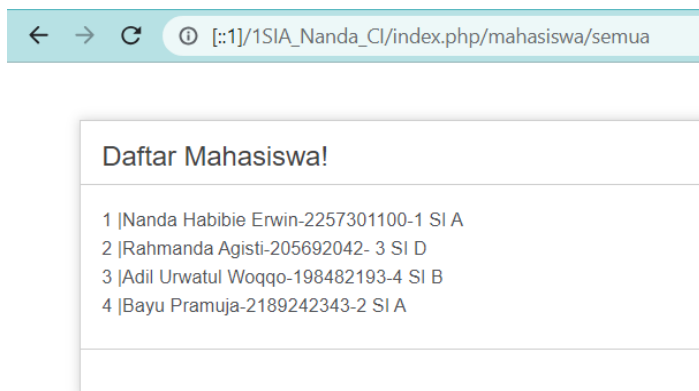 [::1]/1SIA_Nanda_CI/index.php/mahasiswa/semua
Daftar Mahasiswa!
1 |Nanda Habibie Erwin-2257301100-1 SI A
2 |Rahmanda Agisti-205692042- 3 SI D
3 |Adil Urwatul Woqqo-198482193-4 SI B
4 |Bayu Pramuja-2189242343-2 SI A